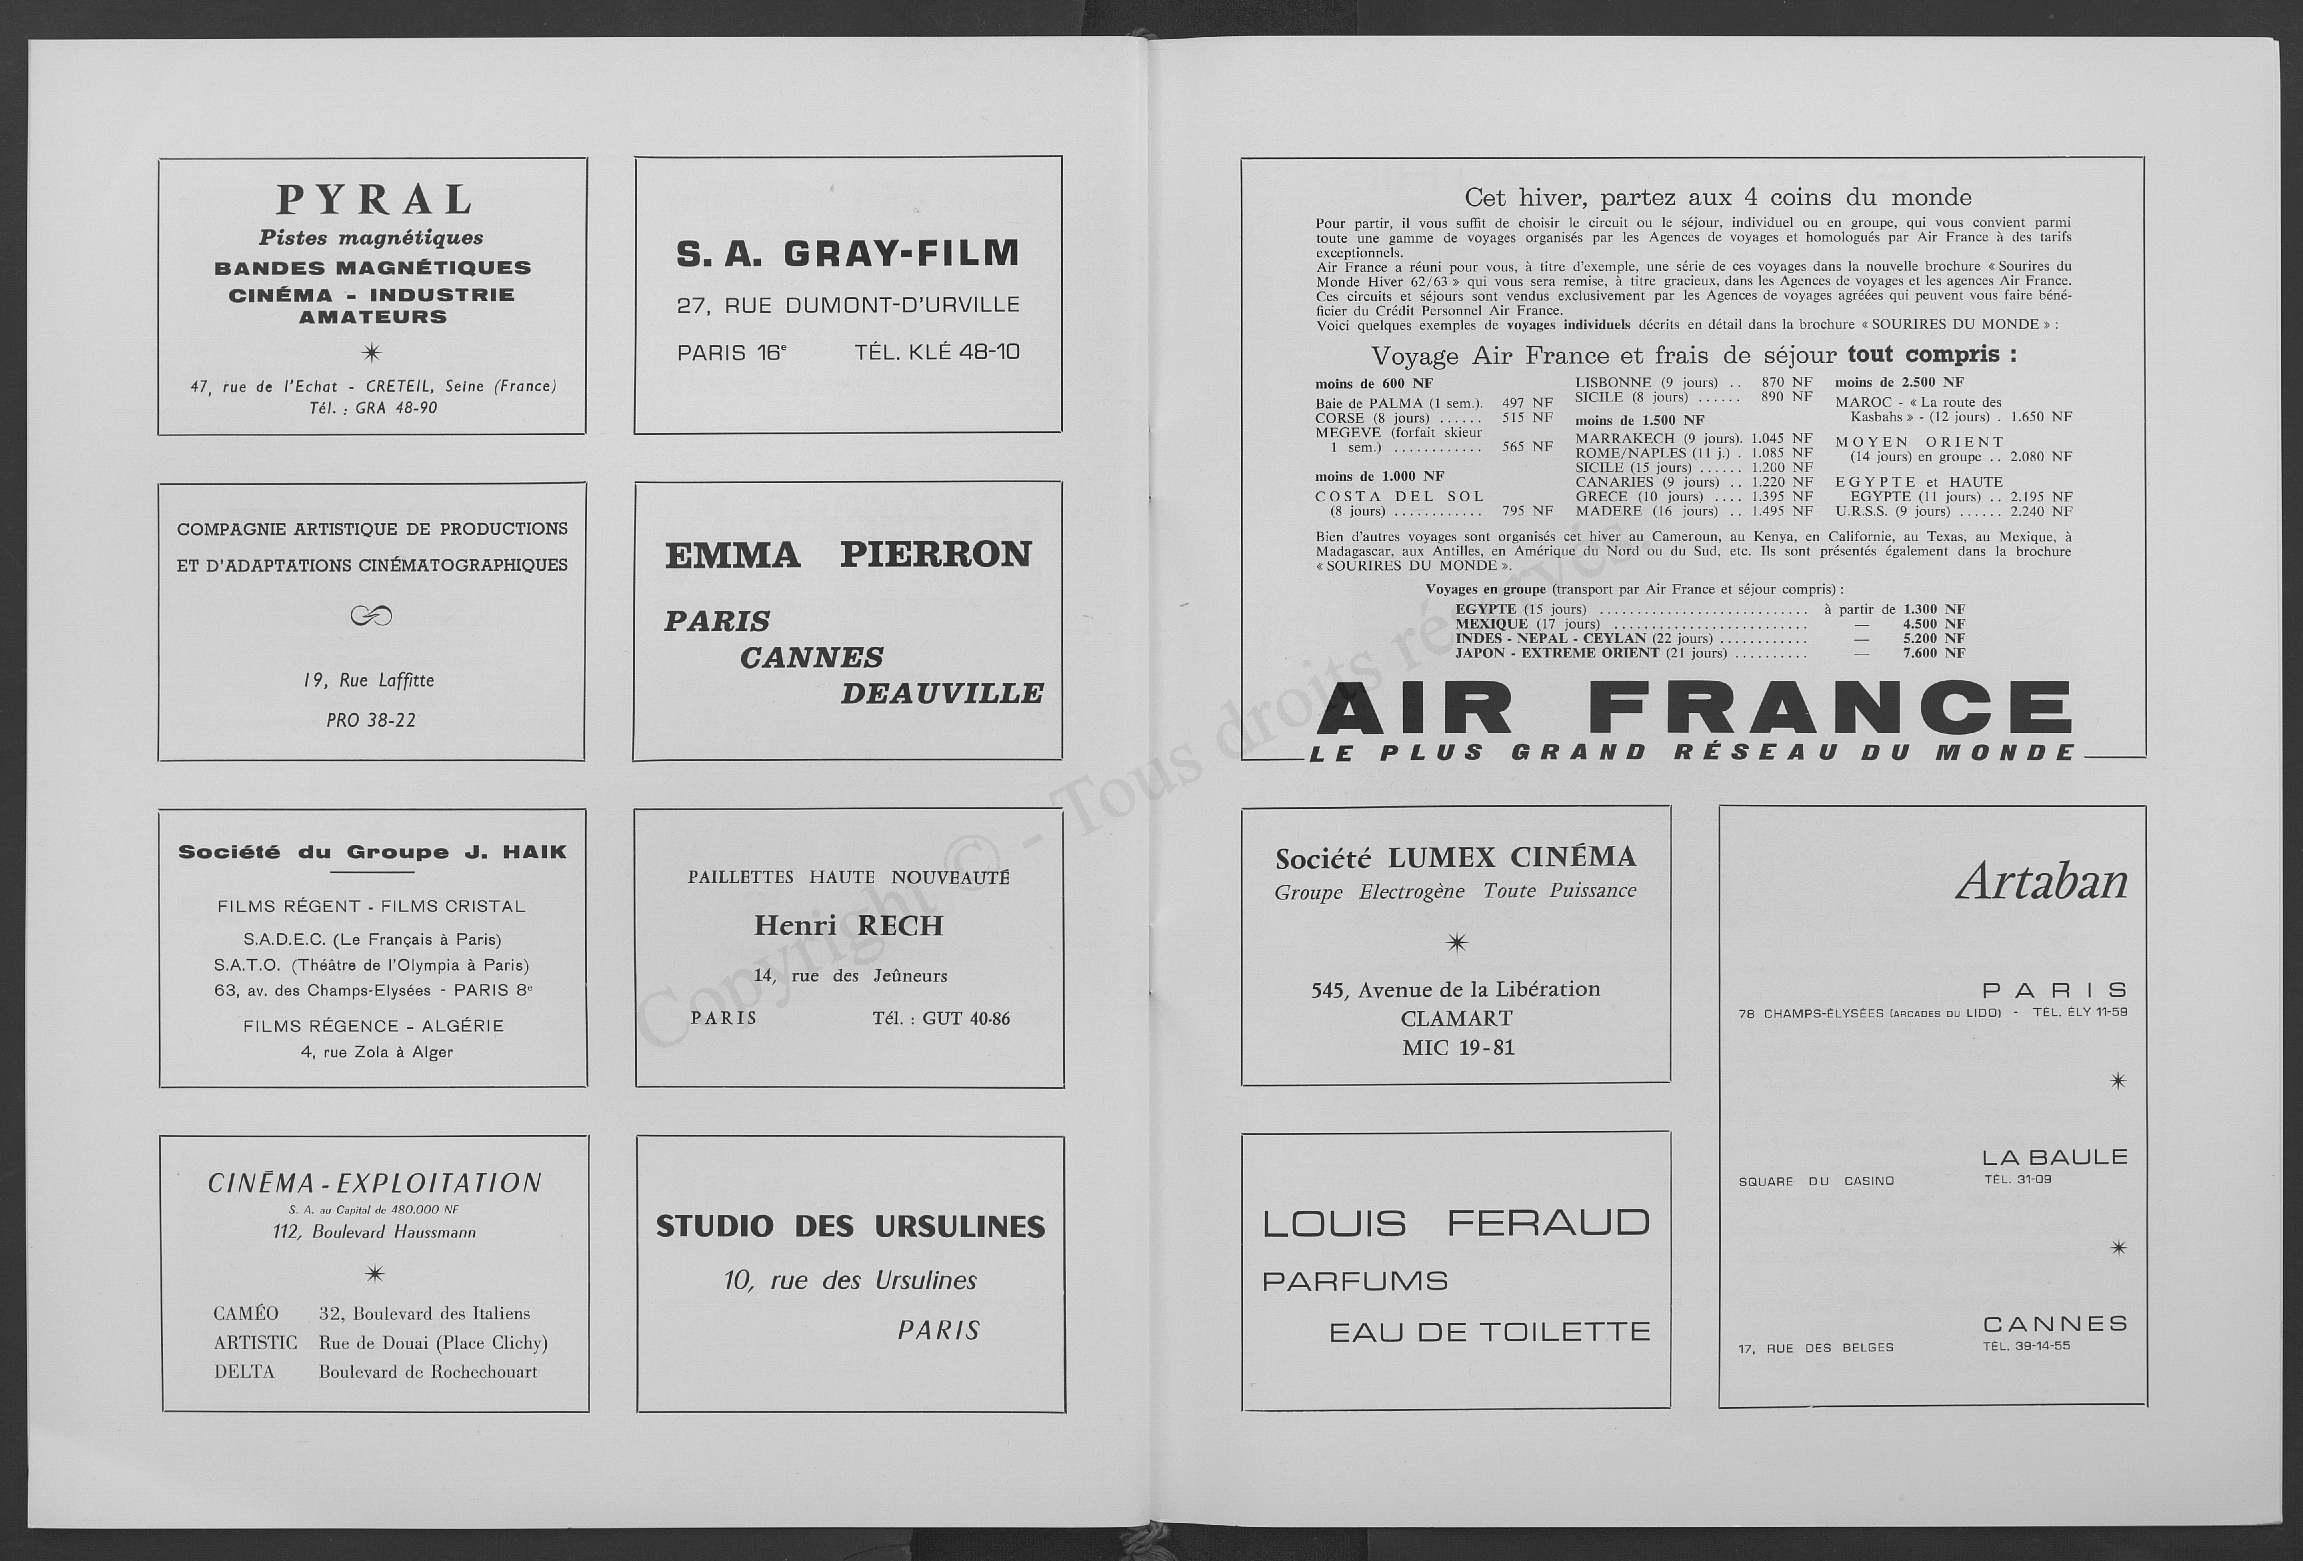 PYRAL
Pistes magnétiques
BANDES MAGNÉTIQUES
CINÉMA - INDUSTRIE
AMATEURS
47, rue de l'Echat - CRETEIL, Seine (France)
Tél. : GRA 48-90
S. A. GRAY-FILM
27, RUE DUMONT-D'URVILLE
PARIS 16e TÉL. KLÉ 48-10
COMPAGNIE ARTISTIQUE DE PRODUCTIONS
ET D'ADAPTATIONS CINÉMATOGRAPHIQUES
19, Rue Laffitte
PRO 38-22
EMMA PIERRON
PARIS
CANNES
DEAUVILLE
Société du Groupe J. HAIK
FILMS RÉGENT - FILMS CRISTAL
S.A.D.E.C. (Le Français à Paris)
S.A.T.O. (Théâtre de l'Olympia à Paris)
63, av. des Champs-Elysées - PARIS 8e
FILMS RÉGENCE - ALGÉRIE
4, rue Zola à Alger
PAILLETTES HAUTE NOUVEAUTÉ
Henri RECH
14, rue des Jeûneurs
PARIS Tél. : GUT 40-86
CINÉMA - EXPLOITATION
S. A. au Capital de 480.000 NF
112, Boulevard Haussmann
CAMÉO 32, Boulevard des Italiens
ARTISTIC Rue de Douai (Place Clichy)
DELTA Boulevard de Rochechouart
STUDIO DES URSULINES
10, rue des Ursulines
PARIS
Cet hiver, partez aux 4 coins du monde
Pour partir, il vous suffit de choisir le circuit ou le séjour, individuel ou en groupe, qui vous convient parmi
toute une gamme de voyages organisés par les Agences de voyages et homologués par Air France à des tarifs
exceptionnels.
Air France a réuni pour vous, à titre d'exemple, une série de ces voyages dans la nouvelle brochure « Sourires du
Monde Hiver 62/63 » qui vous sera remise, à titre gracieux, dans les Agences de voyages et les agences Air France.
Ces circuits et séjours sont vendus exclusivement par les Agences de voyages agréées qui peuvent vous faire béné-
ficier du Crédit Personnel Air France.
Voici quelques exemples de voyages individuels décrits en détail dans la brochure « SOURIRES DU MONDE » :
Voyage Air France et frais de séjour tout compris :
moins de 600 NF
Baie de PALMA (1 sem.). 497 NF
CORSE (8 jours) ...... 515 NF
MEGEVE (forfait skieur
1 sem.) ............ 565 NF
moins de 1.000 NF
COSTA DEL SOL
(8 jours) ............ 795 NF
LISBONNE (9 jours) .. 870 NF
SICILE (8 jours) ...... 890 NF
moins de 1.500 NF
MARRAKECH (9 jours). 1.045 NF
ROME/NAPLES (11 j.) . 1.085 NF
SICILE (15 jours) ...... 1.200 NF
CANARIES (9 jours) .. 1.220 NF
GRECE (10 jours) .... 1.395 NF
MADERE (16 jours) .. 1.495 NF
moins de 2.500 NF
MAROC - « La route des
Kasbahs » - (12 jours) . 1.650 NF
MOYEN ORIENT
(14 jours) en groupe .. 2.080 NF
EGYPTE et HAUTE
EGYPTE (11 jours) .. 2.195 NF
U.R.S.S. (9 jours) ...... 2.240 NF
Bien d'autres voyages sont organisés cet hiver au Cameroun, au Kenya, en Californie, au Texas, au Mexique, à
Madagascar, aux Antilles, en Amérique du Nord ou du Sud, etc. Ils sont présentés également dans la brochure
« SOURIRES DU MONDE ».
Voyages en groupe (transport par Air France et séjour compris) :
EGYPTE (15 jours) ............................ à partir de 1.300 NF
MEXIQUE (17 jours) .......................... — 4.500 NF
INDES - NEPAL - CEYLAN (22 jours) ............ — 5.200 NF
JAPON - EXTREME ORIENT (21 jours) .......... — 7.600 NF
AIR FRANCE
LE PLUS GRAND RÉSEAU DU MONDE
Société LUMEX CINÉMA
Groupe Electrogène Toute Puissance
545, Avenue de la Libération
CLAMART
MIC 19-81
LOUIS FERAUD
PARFUMS
EAU DE TOILETTE
Artaban
PARIS
78 CHAMPS-ÉLYSÉES (ARCADES DU LIDO) - TÉL. ÉLY 11-59
LA BAULE
SQUARE DU CASINO TÉL. 31-09
CANNES
17, RUE DES BELGES TÉL. 39-14-55
Copyright © - Tous droits réservés.